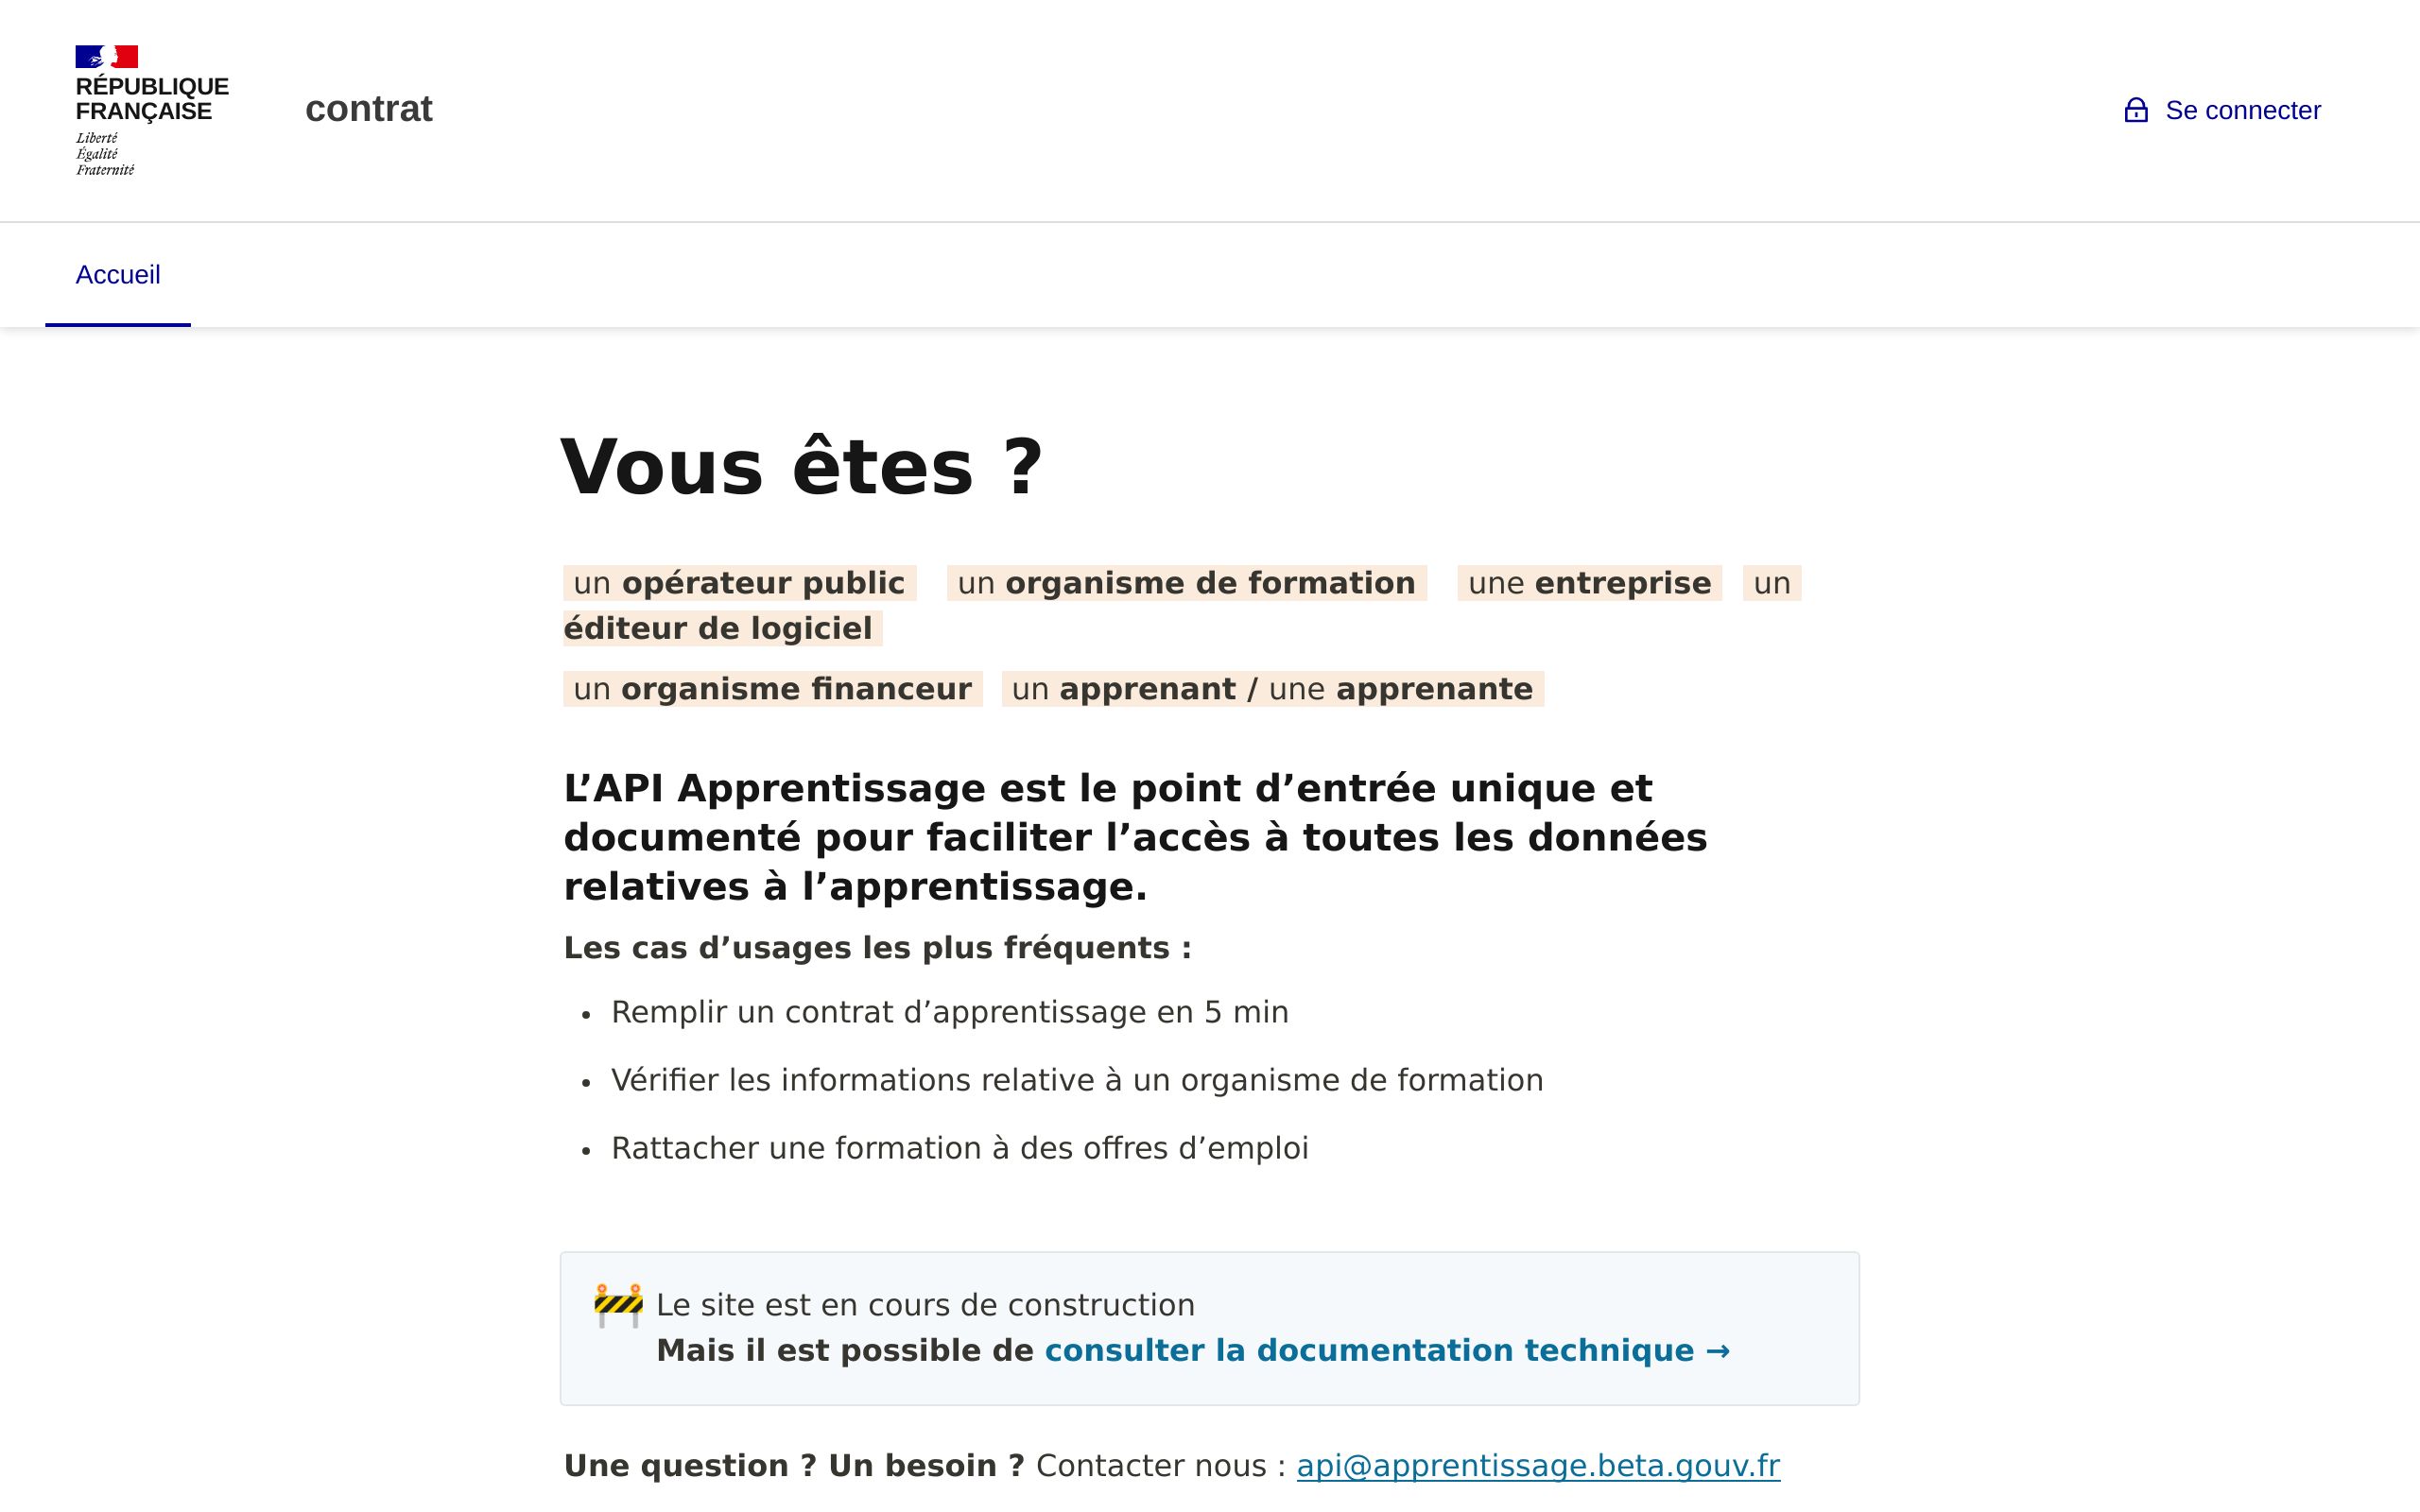 RÉPUBLIQUE
FRANÇAISE
Liberté
Égalité
Fraternité
contrat
Se connecter
Accueil
Vous êtes ?
un opérateur public un organisme de formation une entreprise un
éditeur de logiciel
un organisme financeur un apprenant / une apprenante
L’API Apprentissage est le point d’entrée unique et
documenté pour faciliter l’accès à toutes les données
relatives à l’apprentissage.
Les cas d’usages les plus fréquents :
• Remplir un contrat d’apprentissage en 5 min
• Vérifier les informations relative à un organisme de formation
• Rattacher une formation à des offres d’emploi
Le site est en cours de construction
Mais il est possible de consulter la documentation technique →
Une question ? Un besoin ? Contacter nous : api@apprentissage.beta.gouv.fr